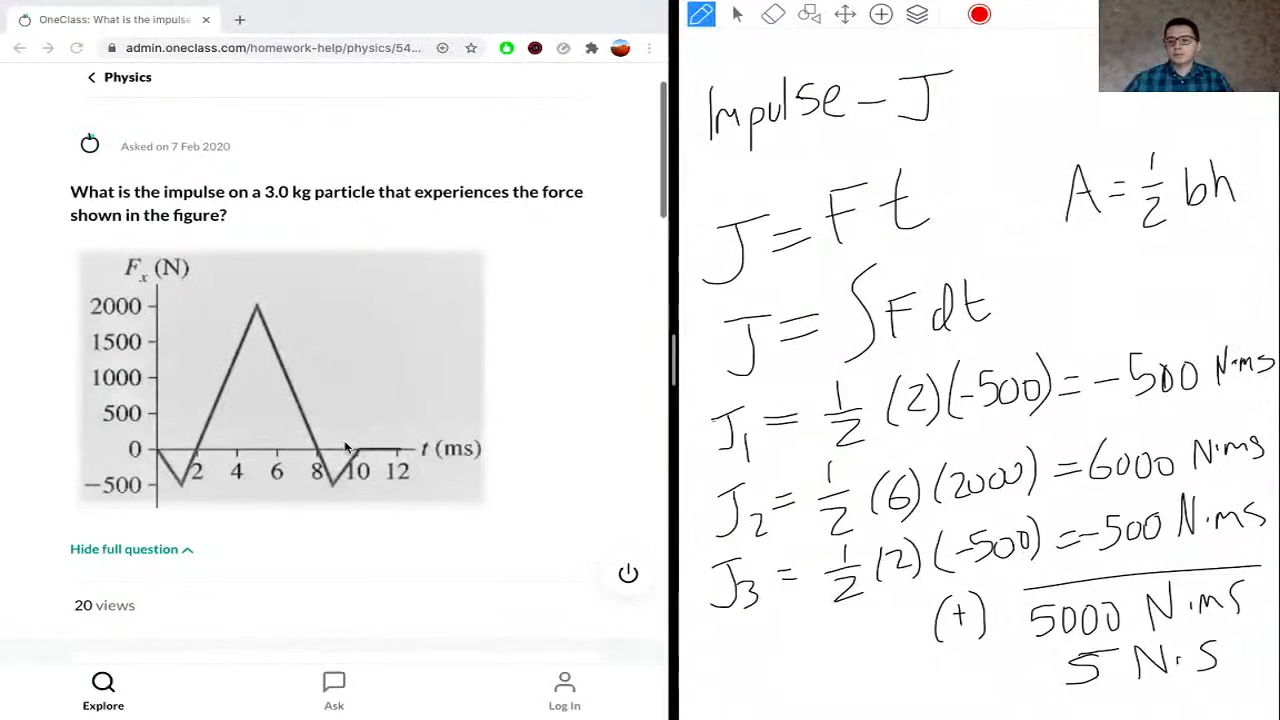 OneClass: What is the impulse
admin.oneclass.com/homework-help/physics/54...
Physics
Asked on 7 Feb 2020
What is the impulse on a 3.0 kg particle that experiences the force
shown in the figure?
Fx (N)
2000
1500
1000
500
0
−500
2 4 6 8 10 12
t (ms)
Hide full question
20 views
Explore
Ask
Log In
Impulse – J
J = Ft
A = 1/2 bh
J = ∫F dt
J1 = 1/2 (2)(-500) = -500 N·ms
J2 = 1/2 (6)(2000) = 6000 N·ms
J3 = 1/2 (2)(-500) = -500 N·ms
(+) 5000 N·ms
5 N·S